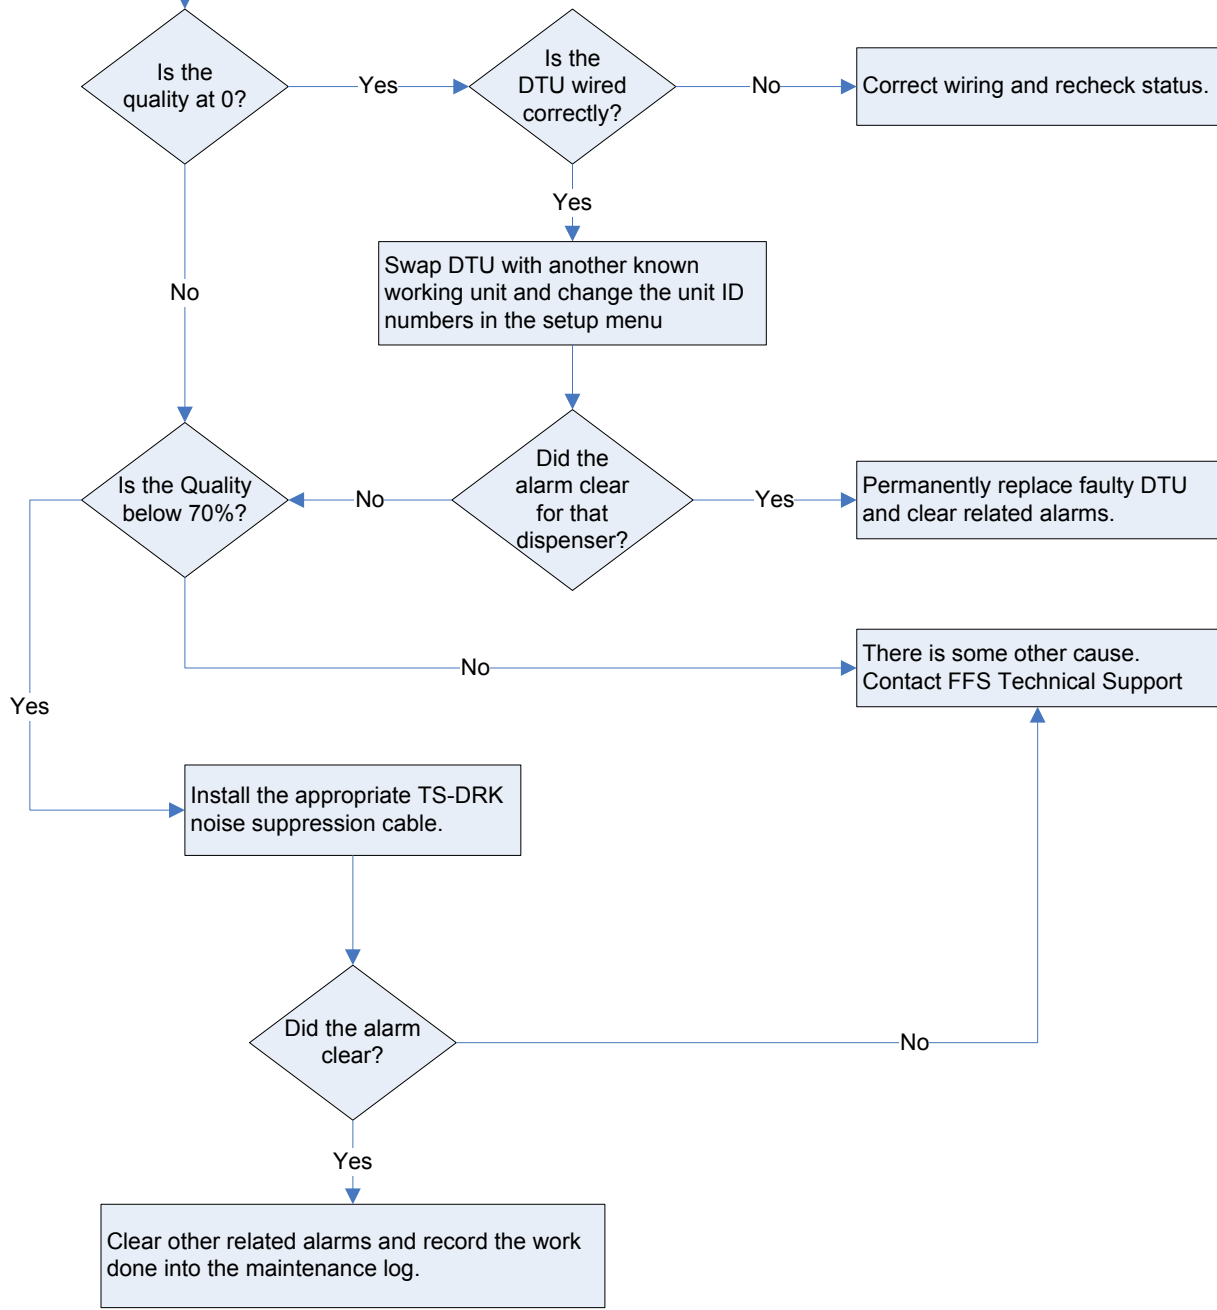 Is the
quality at 0?
Yes
Is the
DTU wired
correctly?
No
Correct wiring and recheck status.
Yes
Swap DTU with another known
working unit and change the unit ID
numbers in the setup menu
No
Is the Quality
below 70%?
No
Did the
alarm clear
for that
dispenser?
Yes
Permanently replace faulty DTU
and clear related alarms.
No
There is some other cause.
Contact FFS Technical Support
Yes
Install the appropriate TS-DRK
noise suppression cable.
Did the alarm
clear?
No
Yes
Clear other related alarms and record the work
done into the maintenance log.